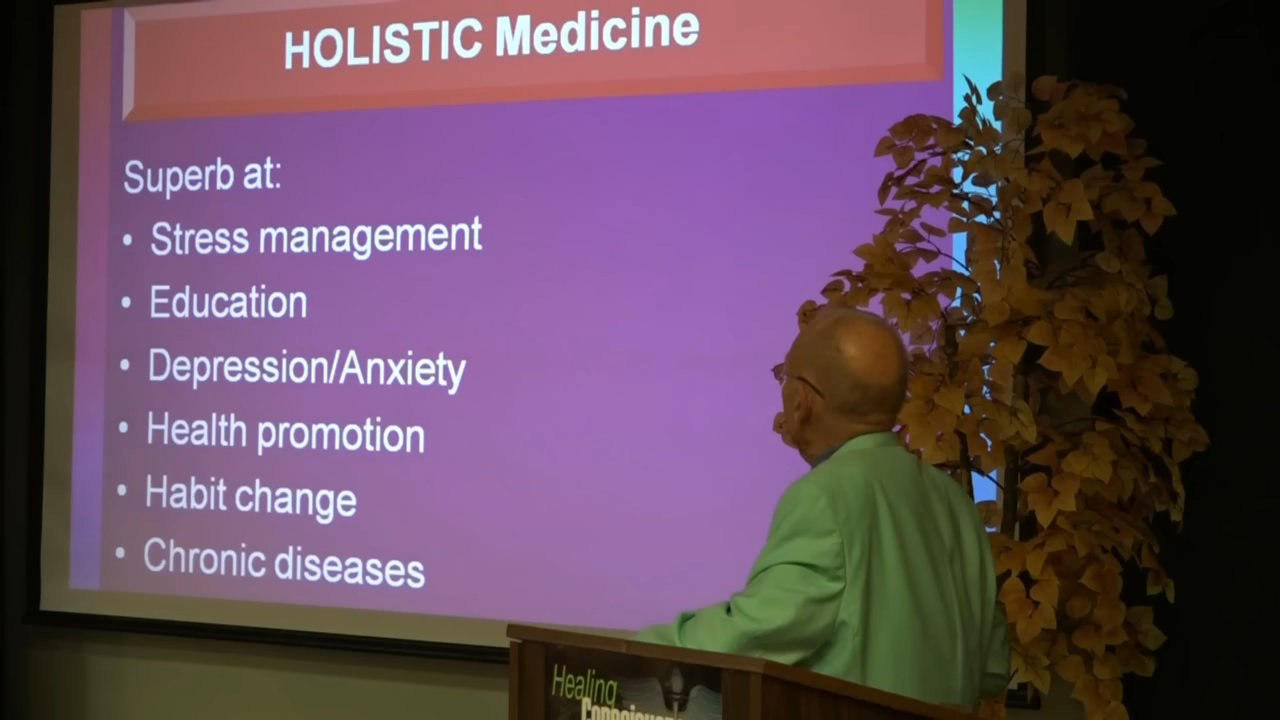 HOLISTIC Medicine
Superb at:
• Stress management
• Education
• Depression/Anxiety
• Health promotion
• Habit change
• Chronic diseases
Healing